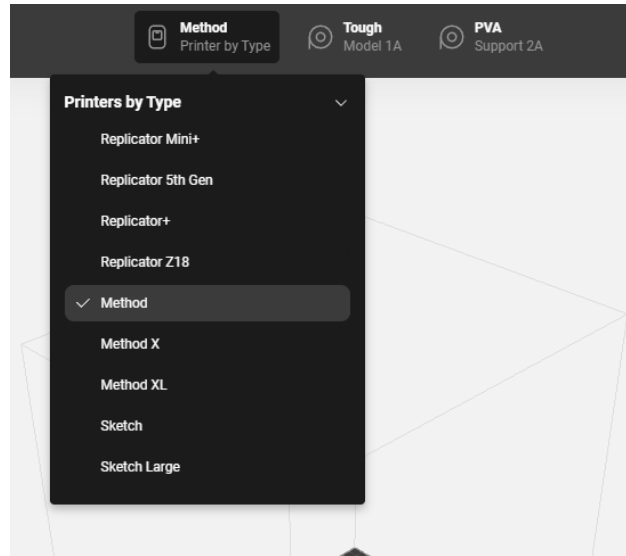 Method
Printer by Type
Tough
Model 1A
PVA
Support 2A
Printers by Type
Replicator Mini+
Replicator 5th Gen
Replicator+
Replicator Z18
Method
Method X
Method XL
Sketch
Sketch Large